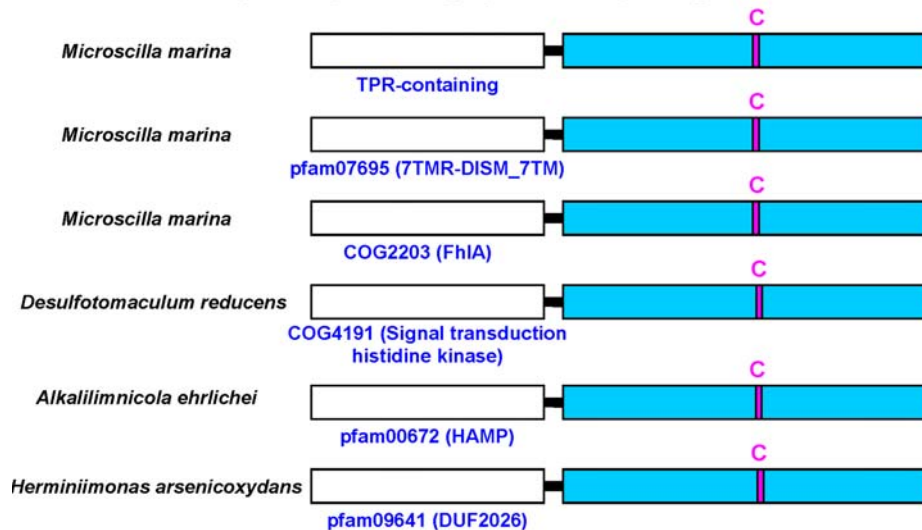 C
Microscilla marina
TPR-containing
C
Microscilla marina
pfam07695 (7TMR-DISM_7TM)
C
Microscilla marina
COG2203 (FhlA)
C
Desulfotomaculum reducens
COG4191 (Signal transduction
histidine kinase)
C
Alkalilimnicola ehrlichei
pfam00672 (HAMP)
C
Herminiimonas arsenicoxydans
pfam09641 (DUF2026)